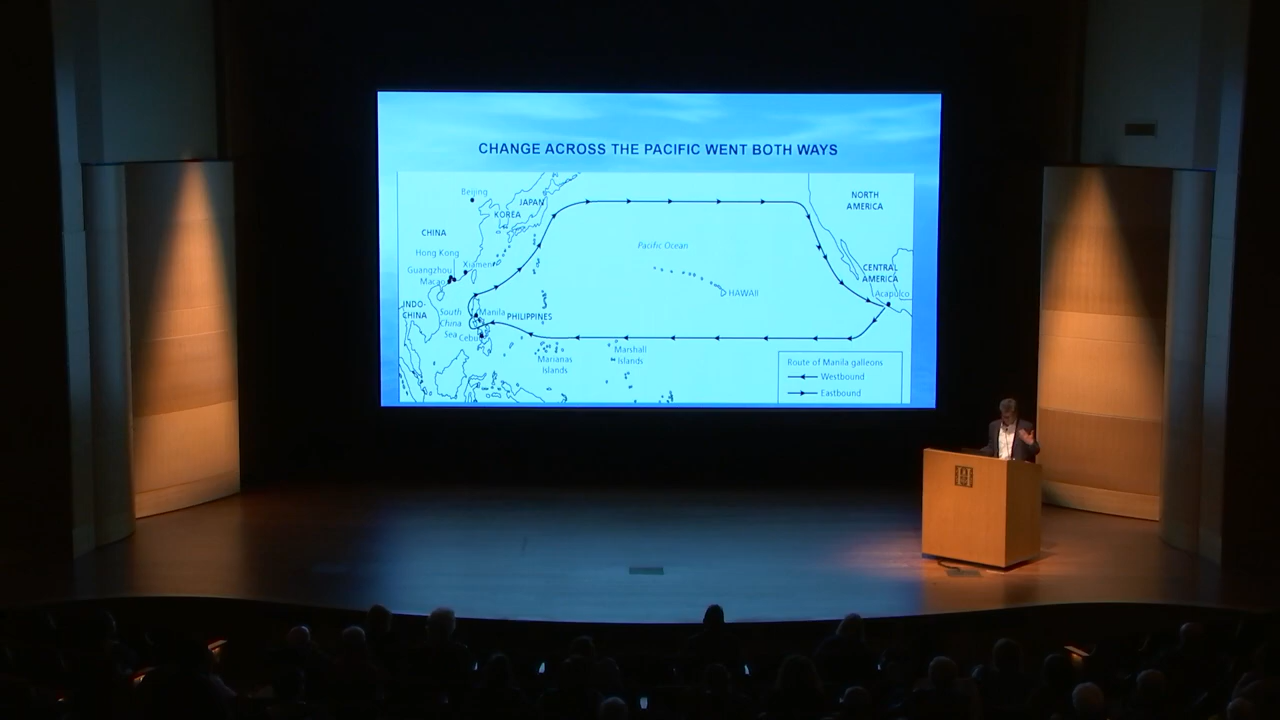 CHANGE ACROSS THE PACIFIC WENT BOTH WAYS
Beijing
JAPAN
KOREA
NORTH
AMERICA
CHINA
Pacific Ocean
Hong Kong
Xiamen
Guangzhou
Macao
CENTRAL
AMERICA
HAWAII
Acapulco
INDO-
CHINA
South
China
Sea
Manila
PHILIPPINES
Cebu
Marianas
Islands
Marshall
Islands
Route of Manila galleons
Westbound
Eastbound